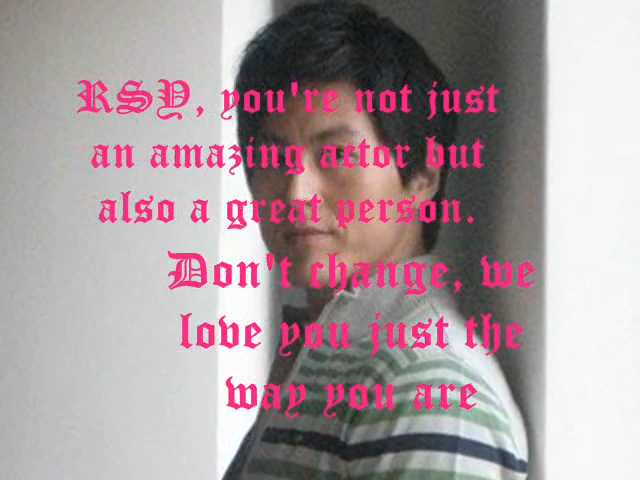 RSY, you're not just
an amazing actor but
also a great person.
Don't change, we
love you just the
way you are